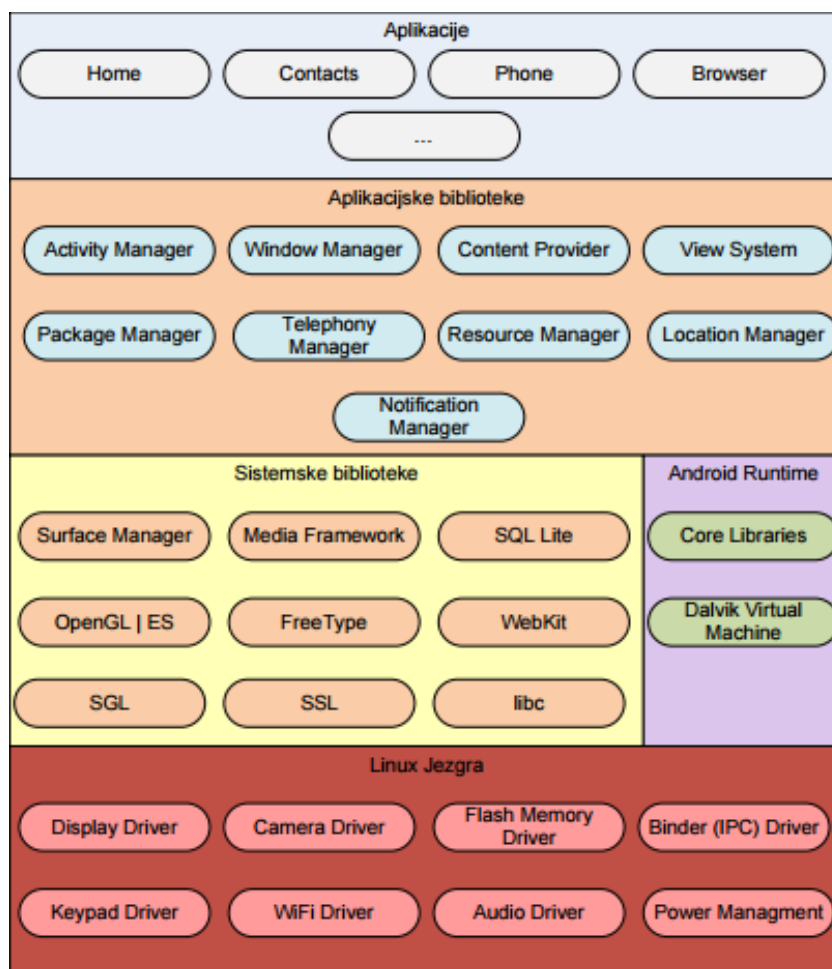 Aplikacije
Home
Contacts
Phone
Browser
...
Aplikacijske biblioteke
Activity Manager
Window Manager
Content Provider
View System
Package Manager
Telephony
Manager
Resource Manager
Location Manager
Notification
Manager
Sistemske biblioteke
Surface Manager
Media Framework
SQL Lite
OpenGL | ES
FreeType
WebKit
SGL
SSL
libc
Android Runtime
Core Libraries
Dalvik Virtual
Machine
Linux Jezgra
Display Driver
Camera Driver
Flash Memory
Driver
Binder (IPC) Driver
Keypad Driver
WiFi Driver
Audio Driver
Power Managment